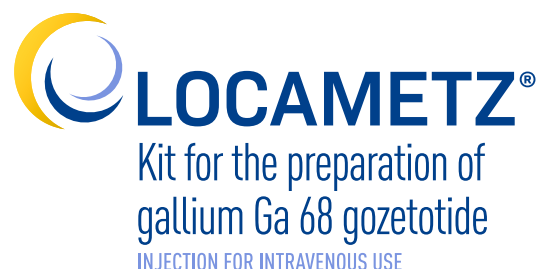 LOCAMETZ®
Kit for the preparation of
gallium Ga 68 gozetotide
INJECTION FOR INTRAVENOUS USE